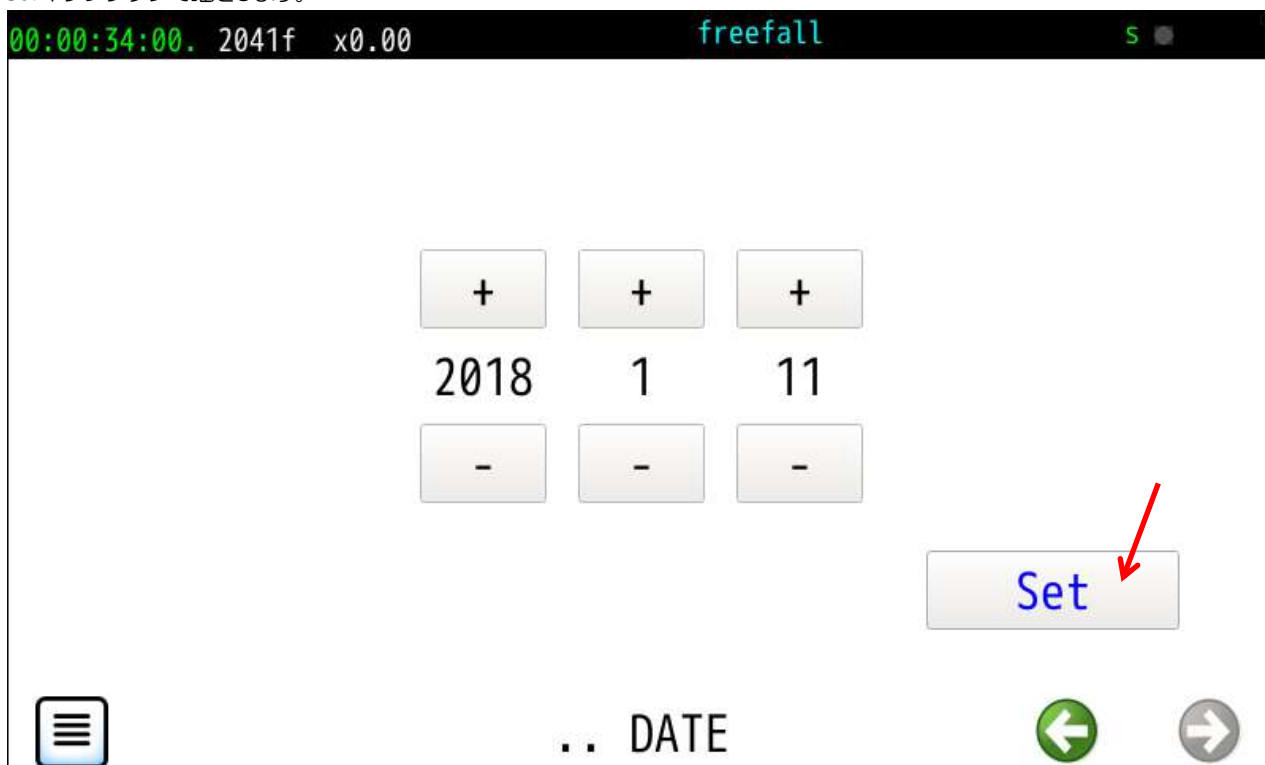 00:00:34:00. 2041f x0.00 freefall S
+ + +
2018 1 11
- - -
Set
.. DATE